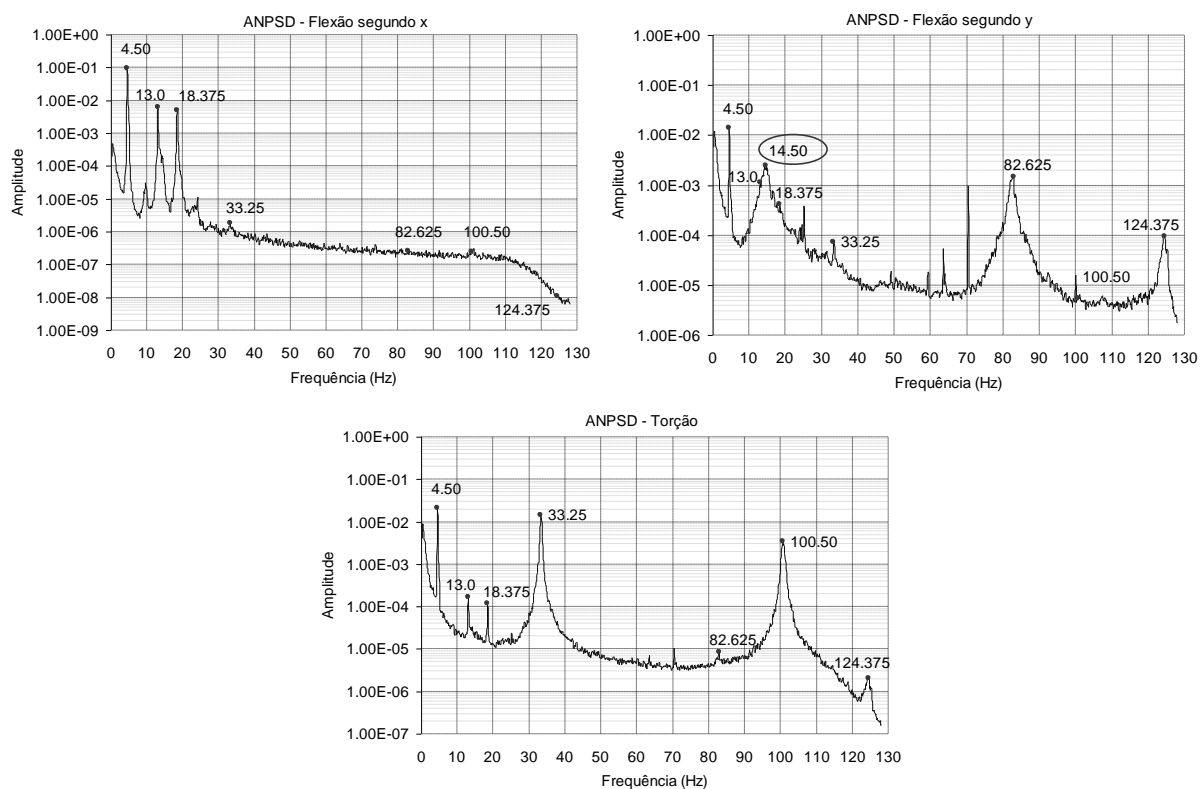 ANPSD - Flexão segundo x
1.00E+00
1.00E-01
1.00E-02
1.00E-03
1.00E-04
1.00E-05
1.00E-06
1.00E-07
1.00E-08
1.00E-09
Amplitude
4.50
13.0
18.375
33.25
82.625
100.50
124.375
0 10 20 30 40 50 60 70 80 90 100 110 120 130
Frequência (Hz)
ANPSD - Flexão segundo y
1.00E+00
1.00E-01
1.00E-02
1.00E-03
1.00E-04
1.00E-05
1.00E-06
Amplitude
4.50
14.50
13.0
18.375
33.25
82.625
100.50
124.375
0 10 20 30 40 50 60 70 80 90 100 110 120 130
Frequência (Hz)
ANPSD - Torção
1.00E+00
1.00E-01
1.00E-02
1.00E-03
1.00E-04
1.00E-05
1.00E-06
1.00E-07
Amplitude
4.50
13.0
18.375
33.25
82.625
100.50
124.375
0 10 20 30 40 50 60 70 80 90 100 110 120 130
Frequência (Hz)